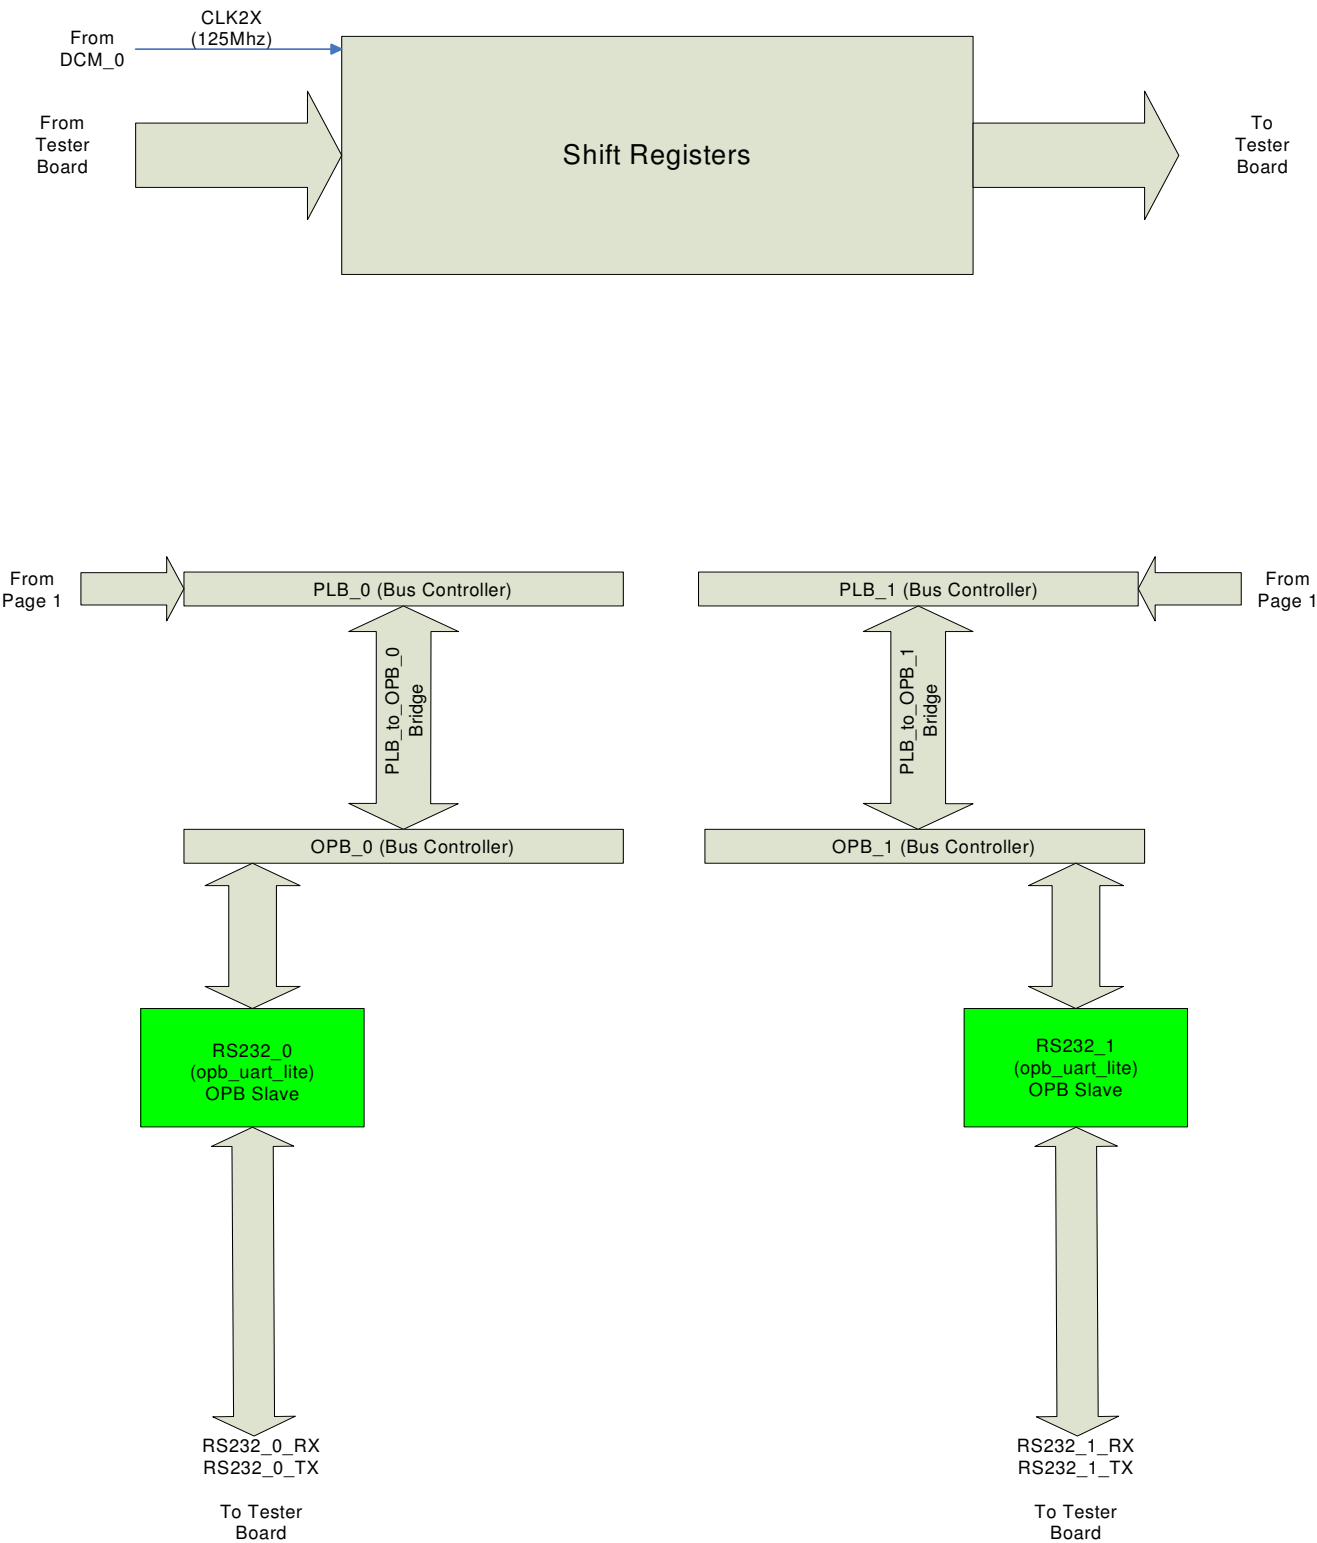 CLK2X
(125Mhz)
From
DCM_0
From
Tester
Board
Shift Registers
To
Tester
Board
From
Page 1
PLB_0 (Bus Controller)
PLB_1 (Bus Controller)
From
Page 1
PLB_to_OPB_0
Bridge
PLB_to_OPB_1
Bridge
OPB_0 (Bus Controller)
OPB_1 (Bus Controller)
RS232_0
(opb_uart_lite)
OPB Slave
RS232_1
(opb_uart_lite)
OPB Slave
RS232_0_RX
RS232_0_TX
To Tester
Board
RS232_1_RX
RS232_1_TX
To Tester
Board